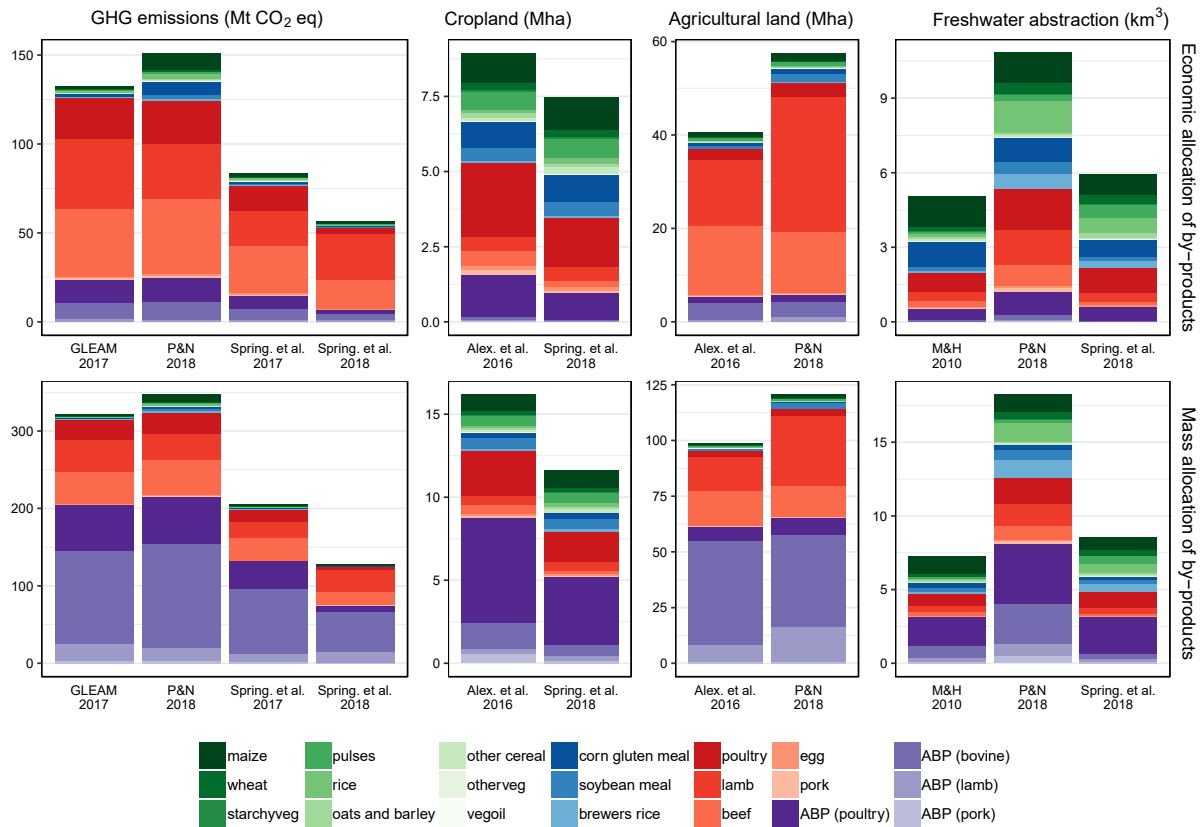 GHG emissions (Mt CO2 eq)
Cropland (Mha)
Agricultural land (Mha)
Freshwater abstraction (km3)
150
100
50
0
7.5
5.0
2.5
0.0
60
40
20
0
9
6
3
0
Economic allocation of by−products
GLEAM
2017
P&N
2018
Spring. et al.
2017
Spring. et al.
2018
Alex. et al.
2016
Spring. et al.
2018
Alex. et al.
2016
P&N
2018
M&H
2010
P&N
2018
Spring. et al.
2018
300
200
100
0
15
10
5
0
125
100
75
50
25
0
15
10
5
0
Mass allocation of by−products
GLEAM
2017
P&N
2018
Spring. et al.
2017
Spring. et al.
2018
Alex. et al.
2016
Spring. et al.
2018
Alex. et al.
2016
P&N
2018
M&H
2010
P&N
2018
Spring. et al.
2018
maize
wheat
starchyveg
pulses
rice
oats and barley
other cereal
otherveg
vegoil
corn gluten meal
soybean meal
brewers rice
poultry
lamb
beef
egg
pork
ABP (poultry)
ABP (bovine)
ABP (lamb)
ABP (pork)